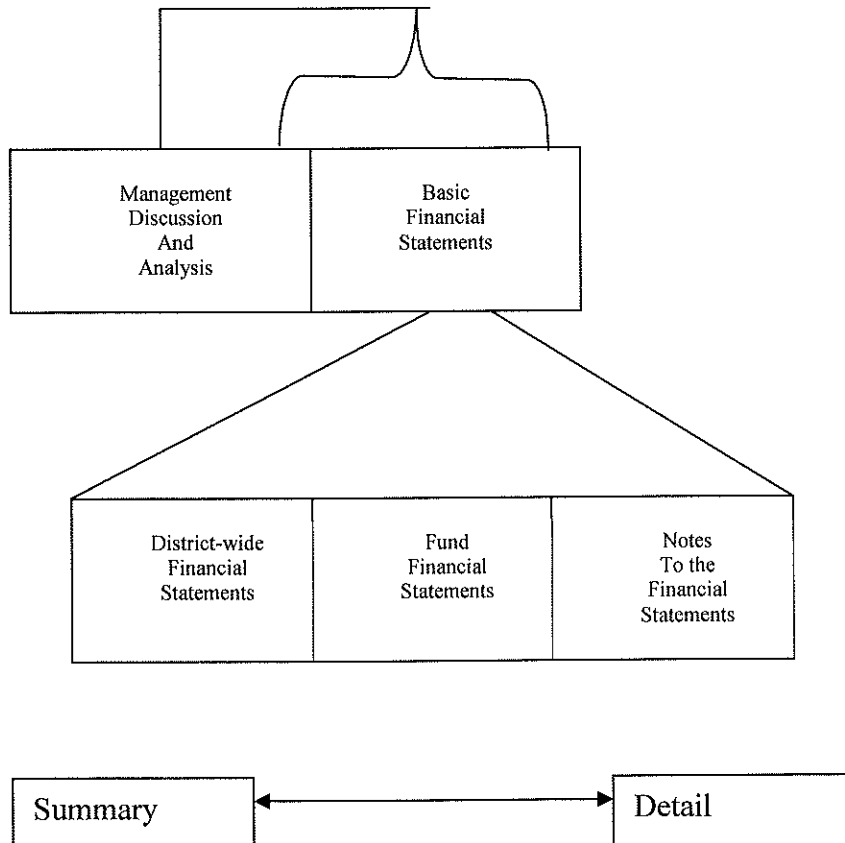 Management
Discussion
And
Analysis
Basic
Financial
Statements
District-wide
Financial
Statements
Fund
Financial
Statements
Notes
To the
Financial
Statements
Summary
Detail